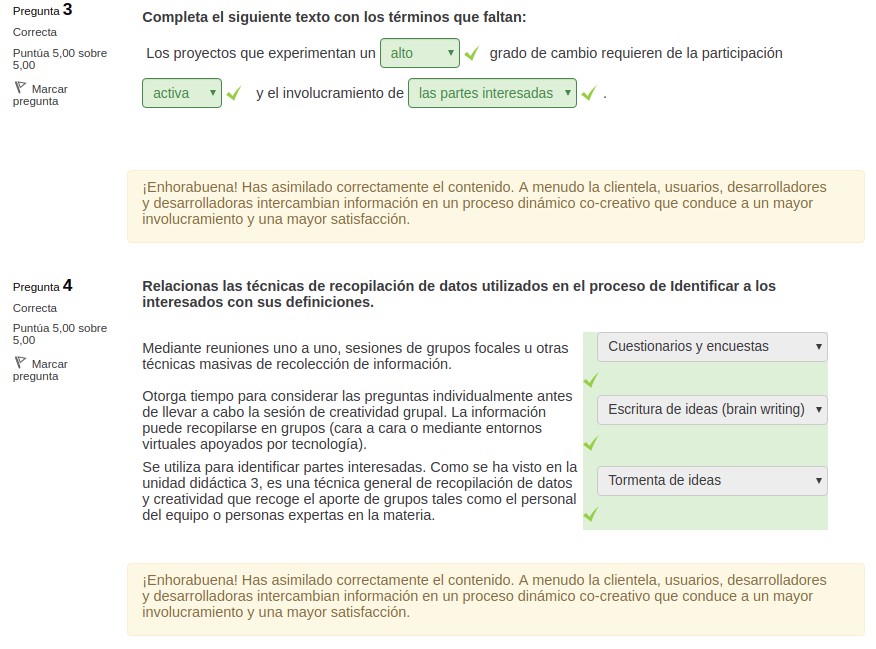 Pregunta 3
Correcta
Puntúa 5,00 sobre
5,00
Marcar
pregunta
Completa el siguiente texto con los términos que faltan:
Los proyectos que experimentan un alto grado de cambio requieren de la participación
activa y el involucramiento de las partes interesadas .
¡Enhorabuena! Has asimilado correctamente el contenido. A menudo la clientela, usuarios, desarrolladores
y desarrolladoras intercambian información en un proceso dinámico co-creativo que conduce a un mayor
involucramiento y una mayor satisfacción.
Pregunta 4
Correcta
Puntúa 5,00 sobre
5,00
Marcar
pregunta
Relacionas las técnicas de recopilación de datos utilizados en el proceso de Identificar a los
interesados con sus definiciones.
Mediante reuniones uno a uno, sesiones de grupos focales u otras
técnicas masivas de recolección de información.
Cuestionarios y encuestas
Otorga tiempo para considerar las preguntas individualmente antes
de llevar a cabo la sesión de creatividad grupal. La información
puede recopilarse en grupos (cara a cara o mediante entornos
virtuales apoyados por tecnología).
Escritura de ideas (brain writing)
Se utiliza para identificar partes interesadas. Como se ha visto en la
unidad didáctica 3, es una técnica general de recopilación de datos
y creatividad que recoge el aporte de grupos tales como el personal
del equipo o personas expertas en la materia.
Tormenta de ideas
¡Enhorabuena! Has asimilado correctamente el contenido. A menudo la clientela, usuarios, desarrolladores
y desarrolladoras intercambian información en un proceso dinámico co-creativo que conduce a un mayor
involucramiento y una mayor satisfacción.